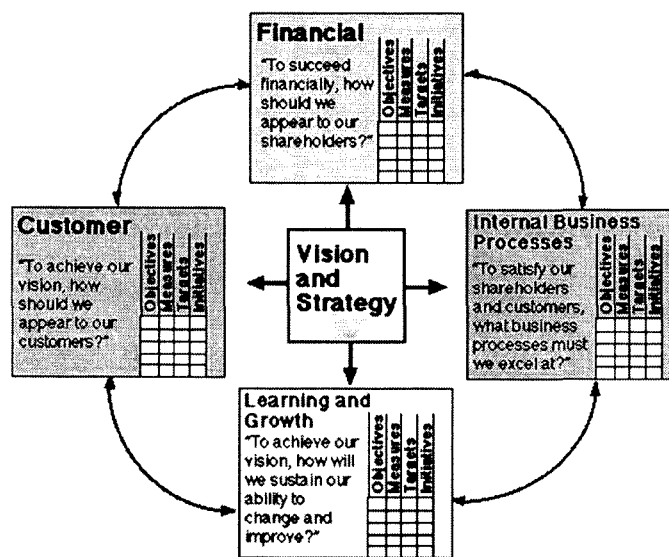 Financial
"To succeed
financially, how
should we
appear to our
shareholders?"
Objectives
Measures
Targets
Initiatives
Customer
"To achieve our
vision, how
should we
appear to our
customers?"
Objectives
Measures
Targets
Initiatives
Vision
and
Strategy
Internal Business
Processes
"To satisfy our
shareholders
and customers,
what business
processes must
we excel at?"
Objectives
Measures
Targets
Initiatives
Learning and
Growth
"To achieve our
vision, how will
we sustain our
ability to
change and
improve?"
Objectives
Measures
Targets
Initiatives